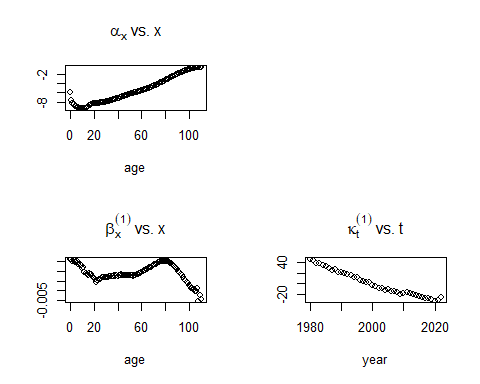 αx vs. x
-2
-8
0 20 60 100
age
βx(1) vs. x
-0.005
0 20 60 100
age
κt(1) vs. t
40
-20
1980 2000 2020
year